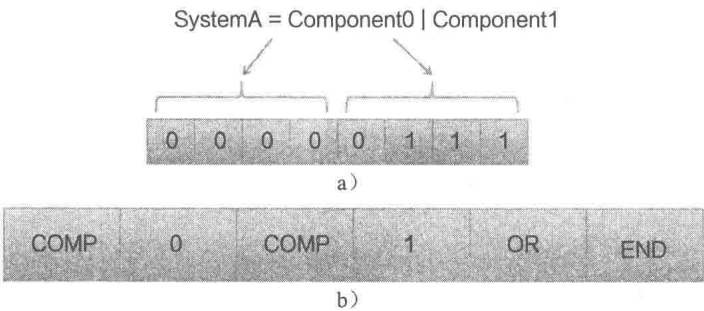 SystemA = Component0 | Component1
0 0 0 0 0 1 1 1
a）
COMP 0 COMP 1 OR END
b）